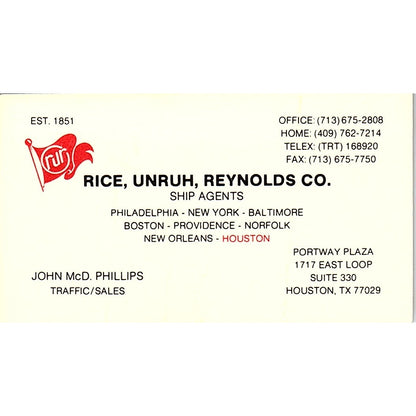 EST. 1851
OFFICE: (713) 675-2808
HOME: (409) 762-7214
TELEX: (TRT) 168920
FAX: (713) 675-7750
rur
RICE, UNRUH, REYNOLDS CO.
SHIP AGENTS
PHILADELPHIA - NEW YORK - BALTIMORE
BOSTON - PROVIDENCE - NORFOLK
NEW ORLEANS - HOUSTON
JOHN McD. PHILLIPS
TRAFFIC/SALES
PORTWAY PLAZA
1717 EAST LOOP
SUITE 330
HOUSTON, TX 77029